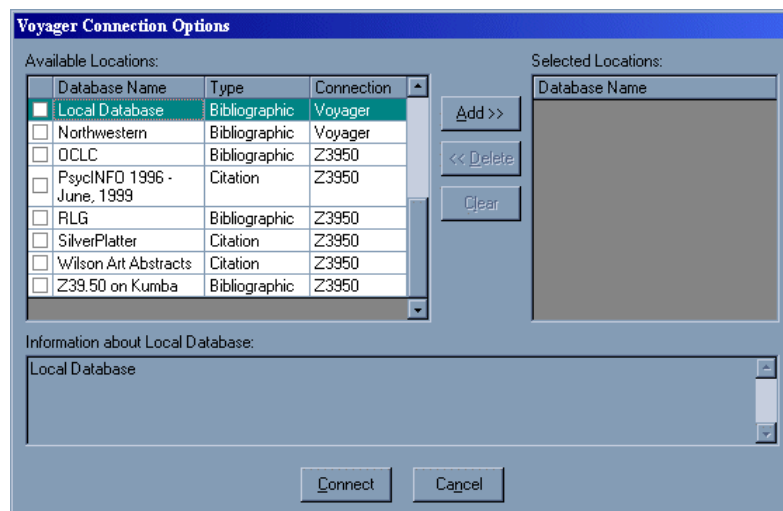 Voyager Connection Options
Available Locations:
Database Name Type Connection
Local Database Bibliographic Voyager
Northwestern Bibliographic Voyager
OCLC Bibliographic Z3950
PsycINFO 1996 - Citation Z3950
June, 1999
RLG Bibliographic Z3950
SilverPlatter Citation Z3950
Wilson Art Abstracts Citation Z3950
Z39.50 on Kumba Bibliographic Z3950
Add >>
<< Delete
Clear
Selected Locations:
Database Name
Information about Local Database:
Local Database
Connect Cancel